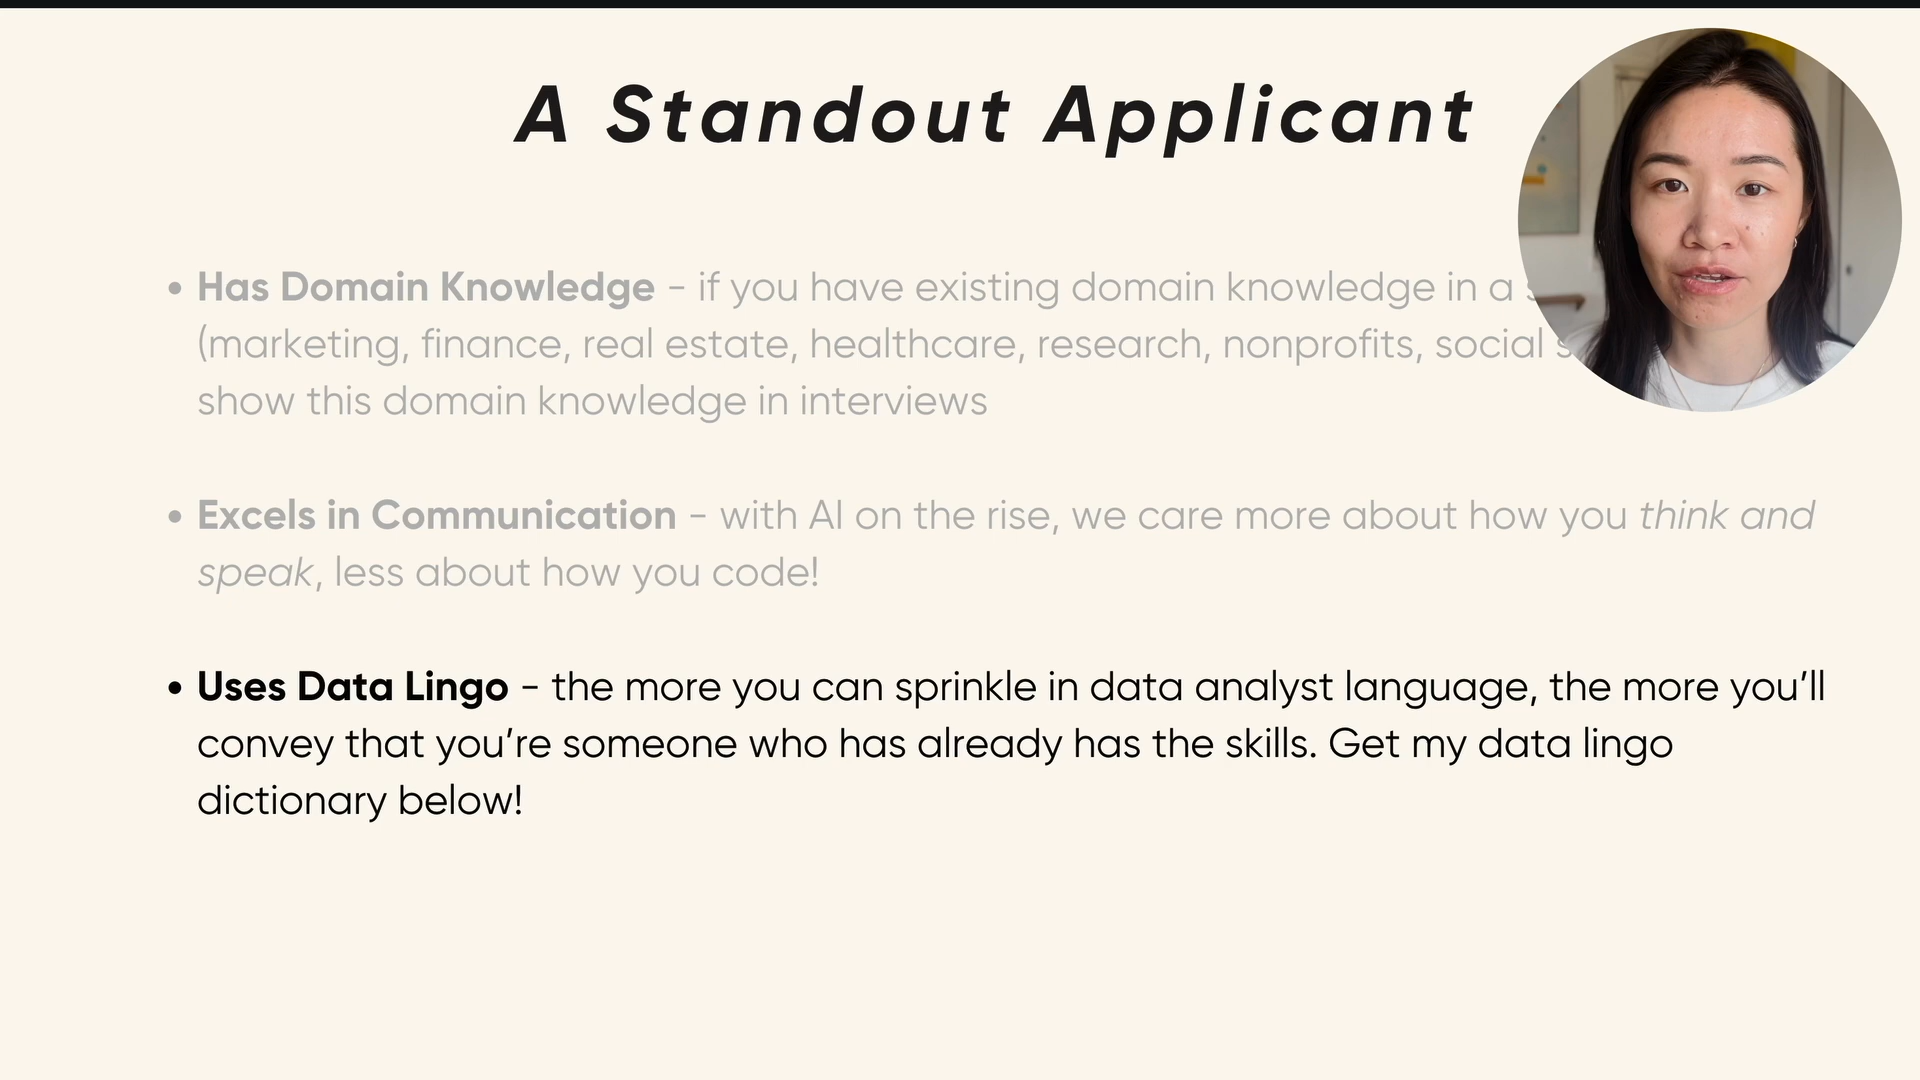 A Standout Applicant
• Has Domain Knowledge - if you have existing domain knowledge in a
(marketing, finance, real estate, healthcare, research, nonprofits, social
show this domain knowledge in interviews
• Excels in Communication - with AI on the rise, we care more about how you think and
speak, less about how you code!
• Uses Data Lingo - the more you can sprinkle in data analyst language, the more you’ll
convey that you’re someone who has already has the skills. Get my data lingo
dictionary below!